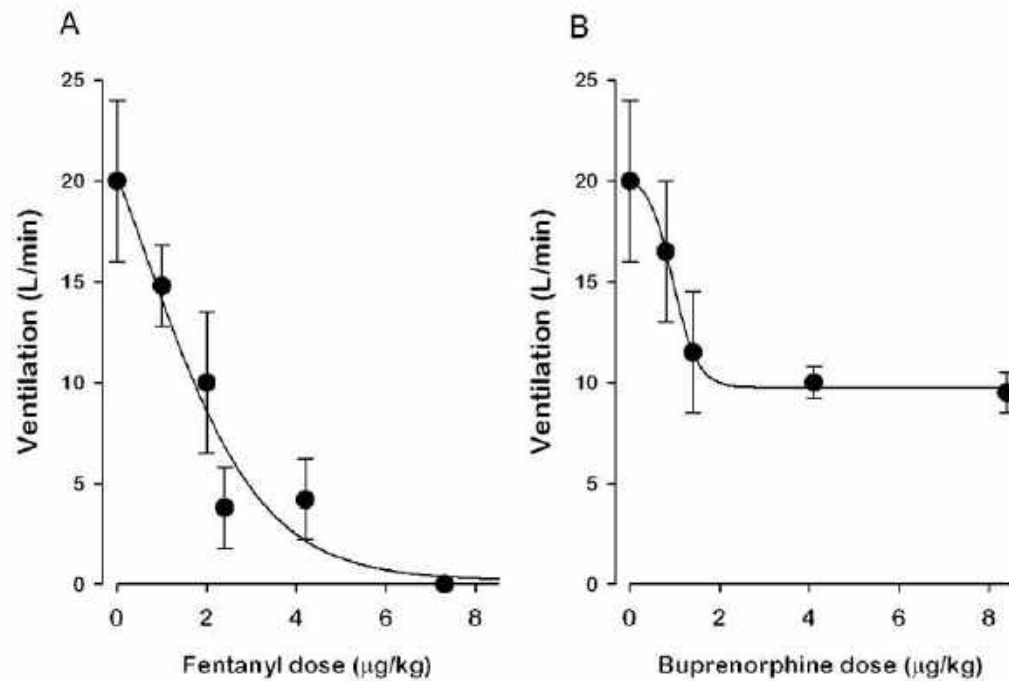 A
25
20
15
10
5
0
Ventilation (L/min)
0 2 4 6 8
Fentanyl dose (μg/kg)
B
25
20
15
10
5
0
Ventilation (L/min)
0 2 4 6 8
Buprenorphine dose (μg/kg)